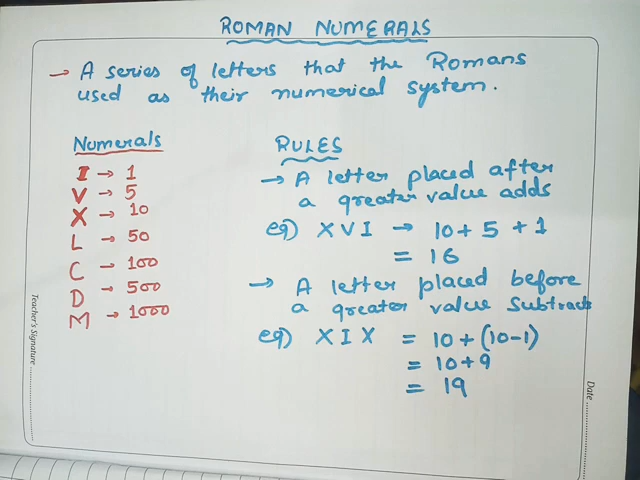 ROMAN NUMERALS
→ A series of letters that the Romans
used as their numerical system.
Numerals
I → 1
V → 5
X → 10
L → 50
C → 100
D → 500
M → 1000
RULES
→ A letter placed after
a greater value adds
eg) XVI → 10 + 5 + 1
= 16
→ A letter placed before
a greater value subtracts
eg) XIX = 10 + (10-1)
= 10+9
= 19
Teacher's Signature
Date